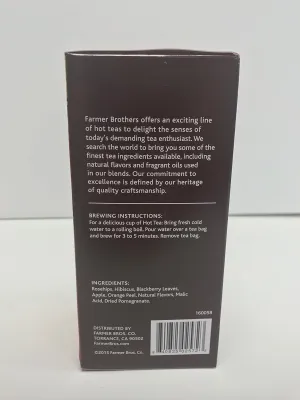 Farmer Brothers offers an exciting line
of hot teas to delight the senses of
today's demanding tea enthusiast. We
search the world to bring you some of the
finest tea ingredients available, including
natural flavors and fragrant oils used
in our blends. Our commitment to
excellence is defined by our heritage
of quality craftsmanship.
BREWING INSTRUCTIONS:
For a delicious cup of Hot Tea: Bring fresh cold
water to a rolling boil. Pour water over a tea bag
and brew for 3 to 5 minutes. Remove tea bag.
INGREDIENTS:
Rosehips, Hibiscus, Blackberry Leaves,
Apple, Orange Peel, Natural Flavors, Malic
Acid, Dried Pomegranate.
160059
DISTRIBUTED BY
FARMER BROS. CO.
TORRANCE, CA 90502
FarmerBros.com
©2010 Farmer Bros. Co.